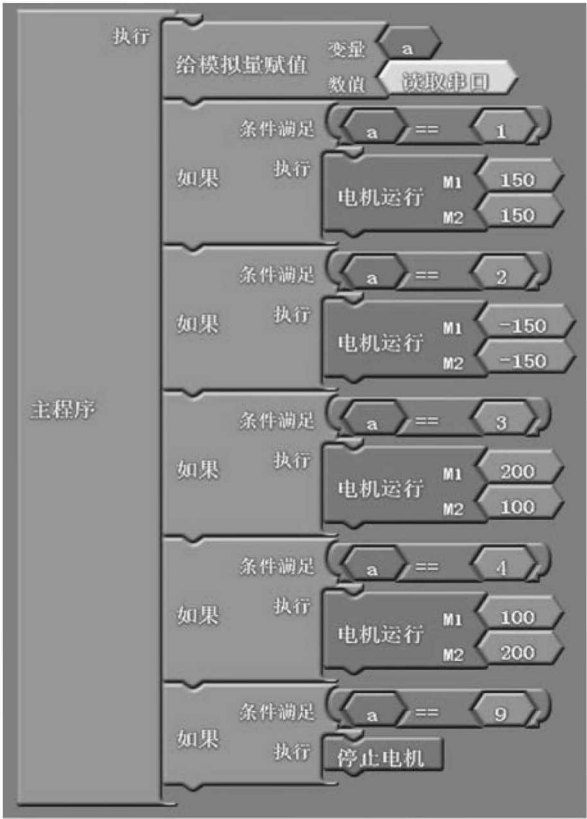 执行
给模拟量赋值 变量 a
数值 读取串口
条件满足 a == 1
如果 执行
电机运行 M1 150
M2 150
条件满足 a == 2
如果 执行
电机运行 M1 -150
M2 -150
主程序
条件满足 a == 3
如果 执行
电机运行 M1 200
M2 100
条件满足 a == 4
如果 执行
电机运行 M1 100
M2 200
条件满足 a == 9
如果 执行
停止电机